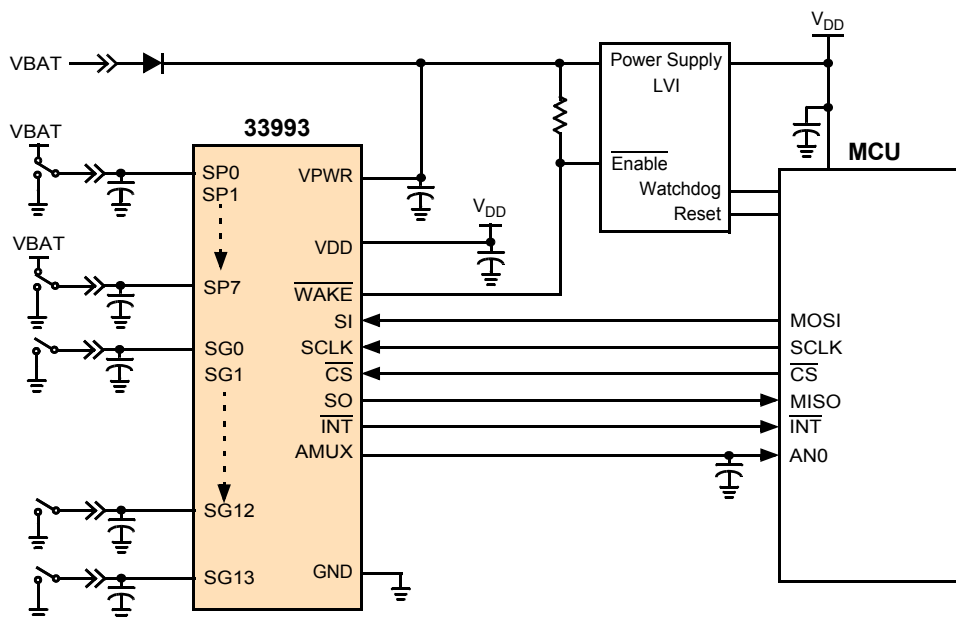 VDD
VBAT
Power Supply
LVI
33993
VBAT
MCU
SP0
SP1
VPWR
Enable
Watchdog
Reset
VDD
VBAT
VDD
SP7
WAKE
SI
MOSI
SG0
SCLK
SCLK
SG1
CS
CS
SO
MISO
INT
INT
AMUX
AN0
SG12
SG13
GND